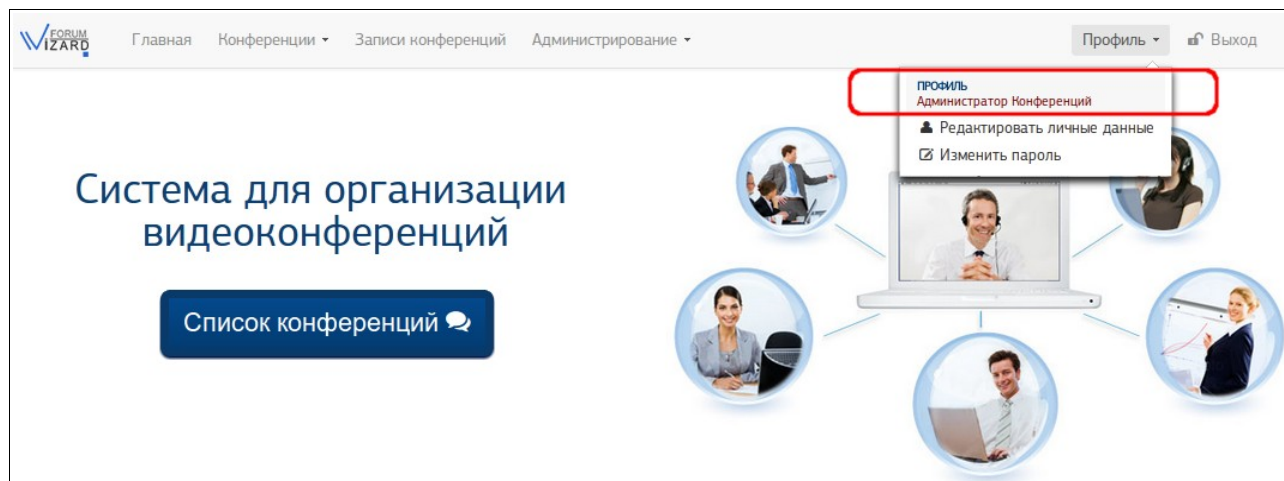 FORUM
WIZARD
Главная Конференции Записи конференций Администрирование Профиль Выход
ПРОФИЛЬ
Администратор Конференций
Редактировать личные данные
Изменить пароль
Система для организации
видеоконференций
Список конференций